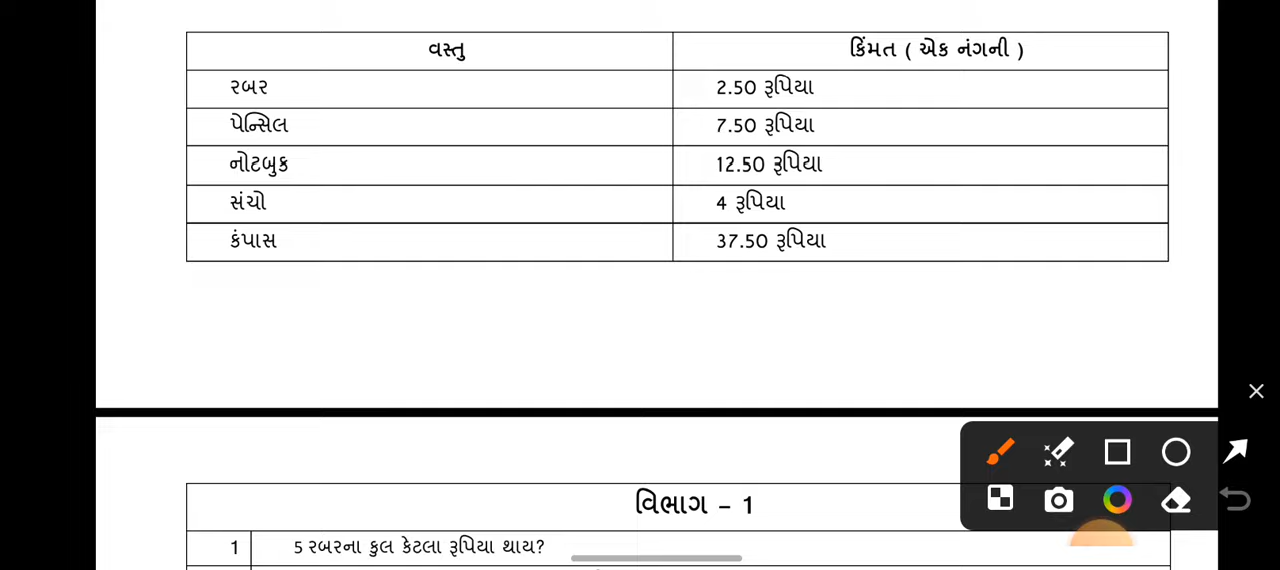 વસ્તુ કિંમત ( એક નંગની )
રબર 2.50 રૂપિયા
પેન્સિલ 7.50 રૂપિયા
નોટબુક 12.50 રૂપિયા
સંચો 4 રૂપિયા
કંપાસ 37.50 રૂપિયા
વિભાગ - 1
1 5 રબરના કુલ કેટલા રૂપિયા થાય?